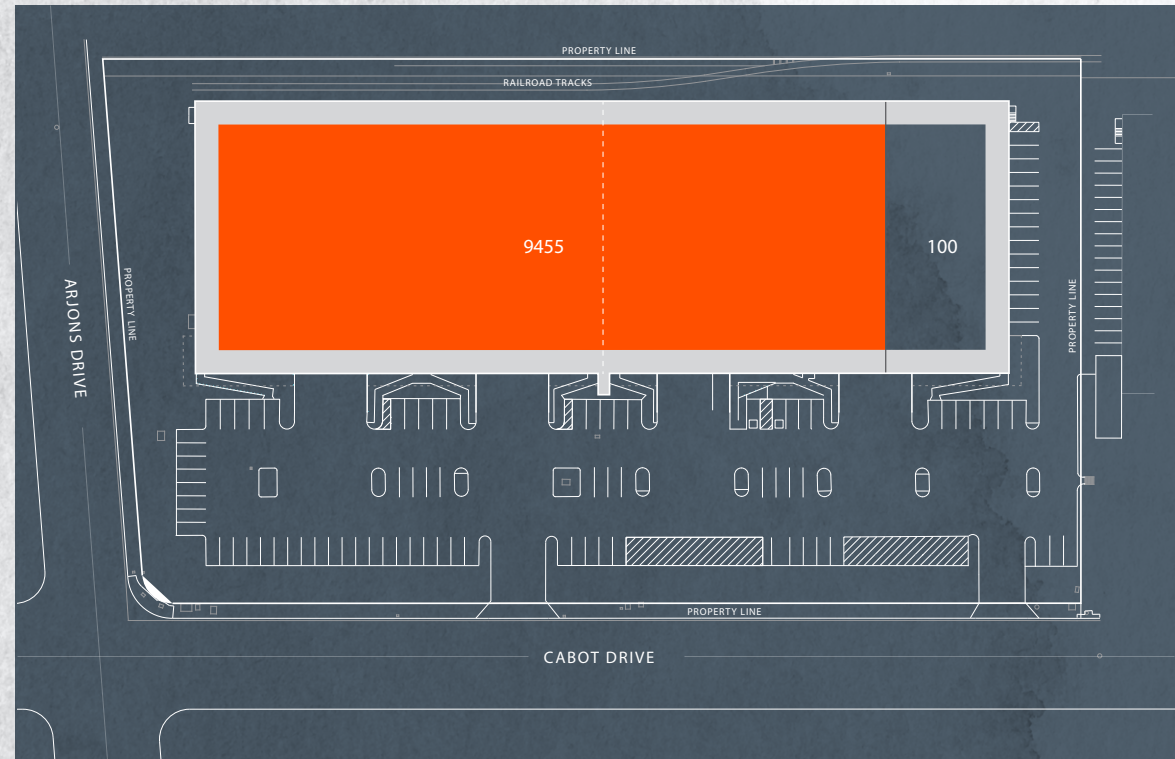 PROPERTY LINE
RAILROAD TRACKS
9455
100
ARJONS DRIVE
PROPERTY LINE
PROPERTY LINE
PROPERTY LINE
CABOT DRIVE